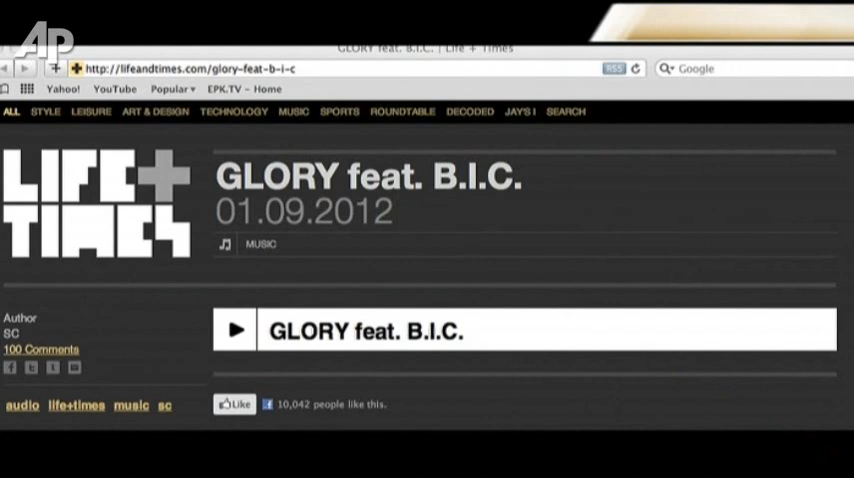 AP
GLORY feat. B.I.C. | Life + Times
http://lifeandtimes.com/glory-feat-b-i-c
RSS
Google
Yahoo! YouTube Popular EPK.TV - Home
ALL STYLE LEISURE ART & DESIGN TECHNOLOGY MUSIC SPORTS ROUNDTABLE DECODED JAY'S I SEARCH
LIFE+
TIMES
GLORY feat. B.I.C.
01.09.2012
MUSIC
Author
SC
100 Comments
GLORY feat. B.I.C.
audio life+times music sc
Like
10,042 people like this.